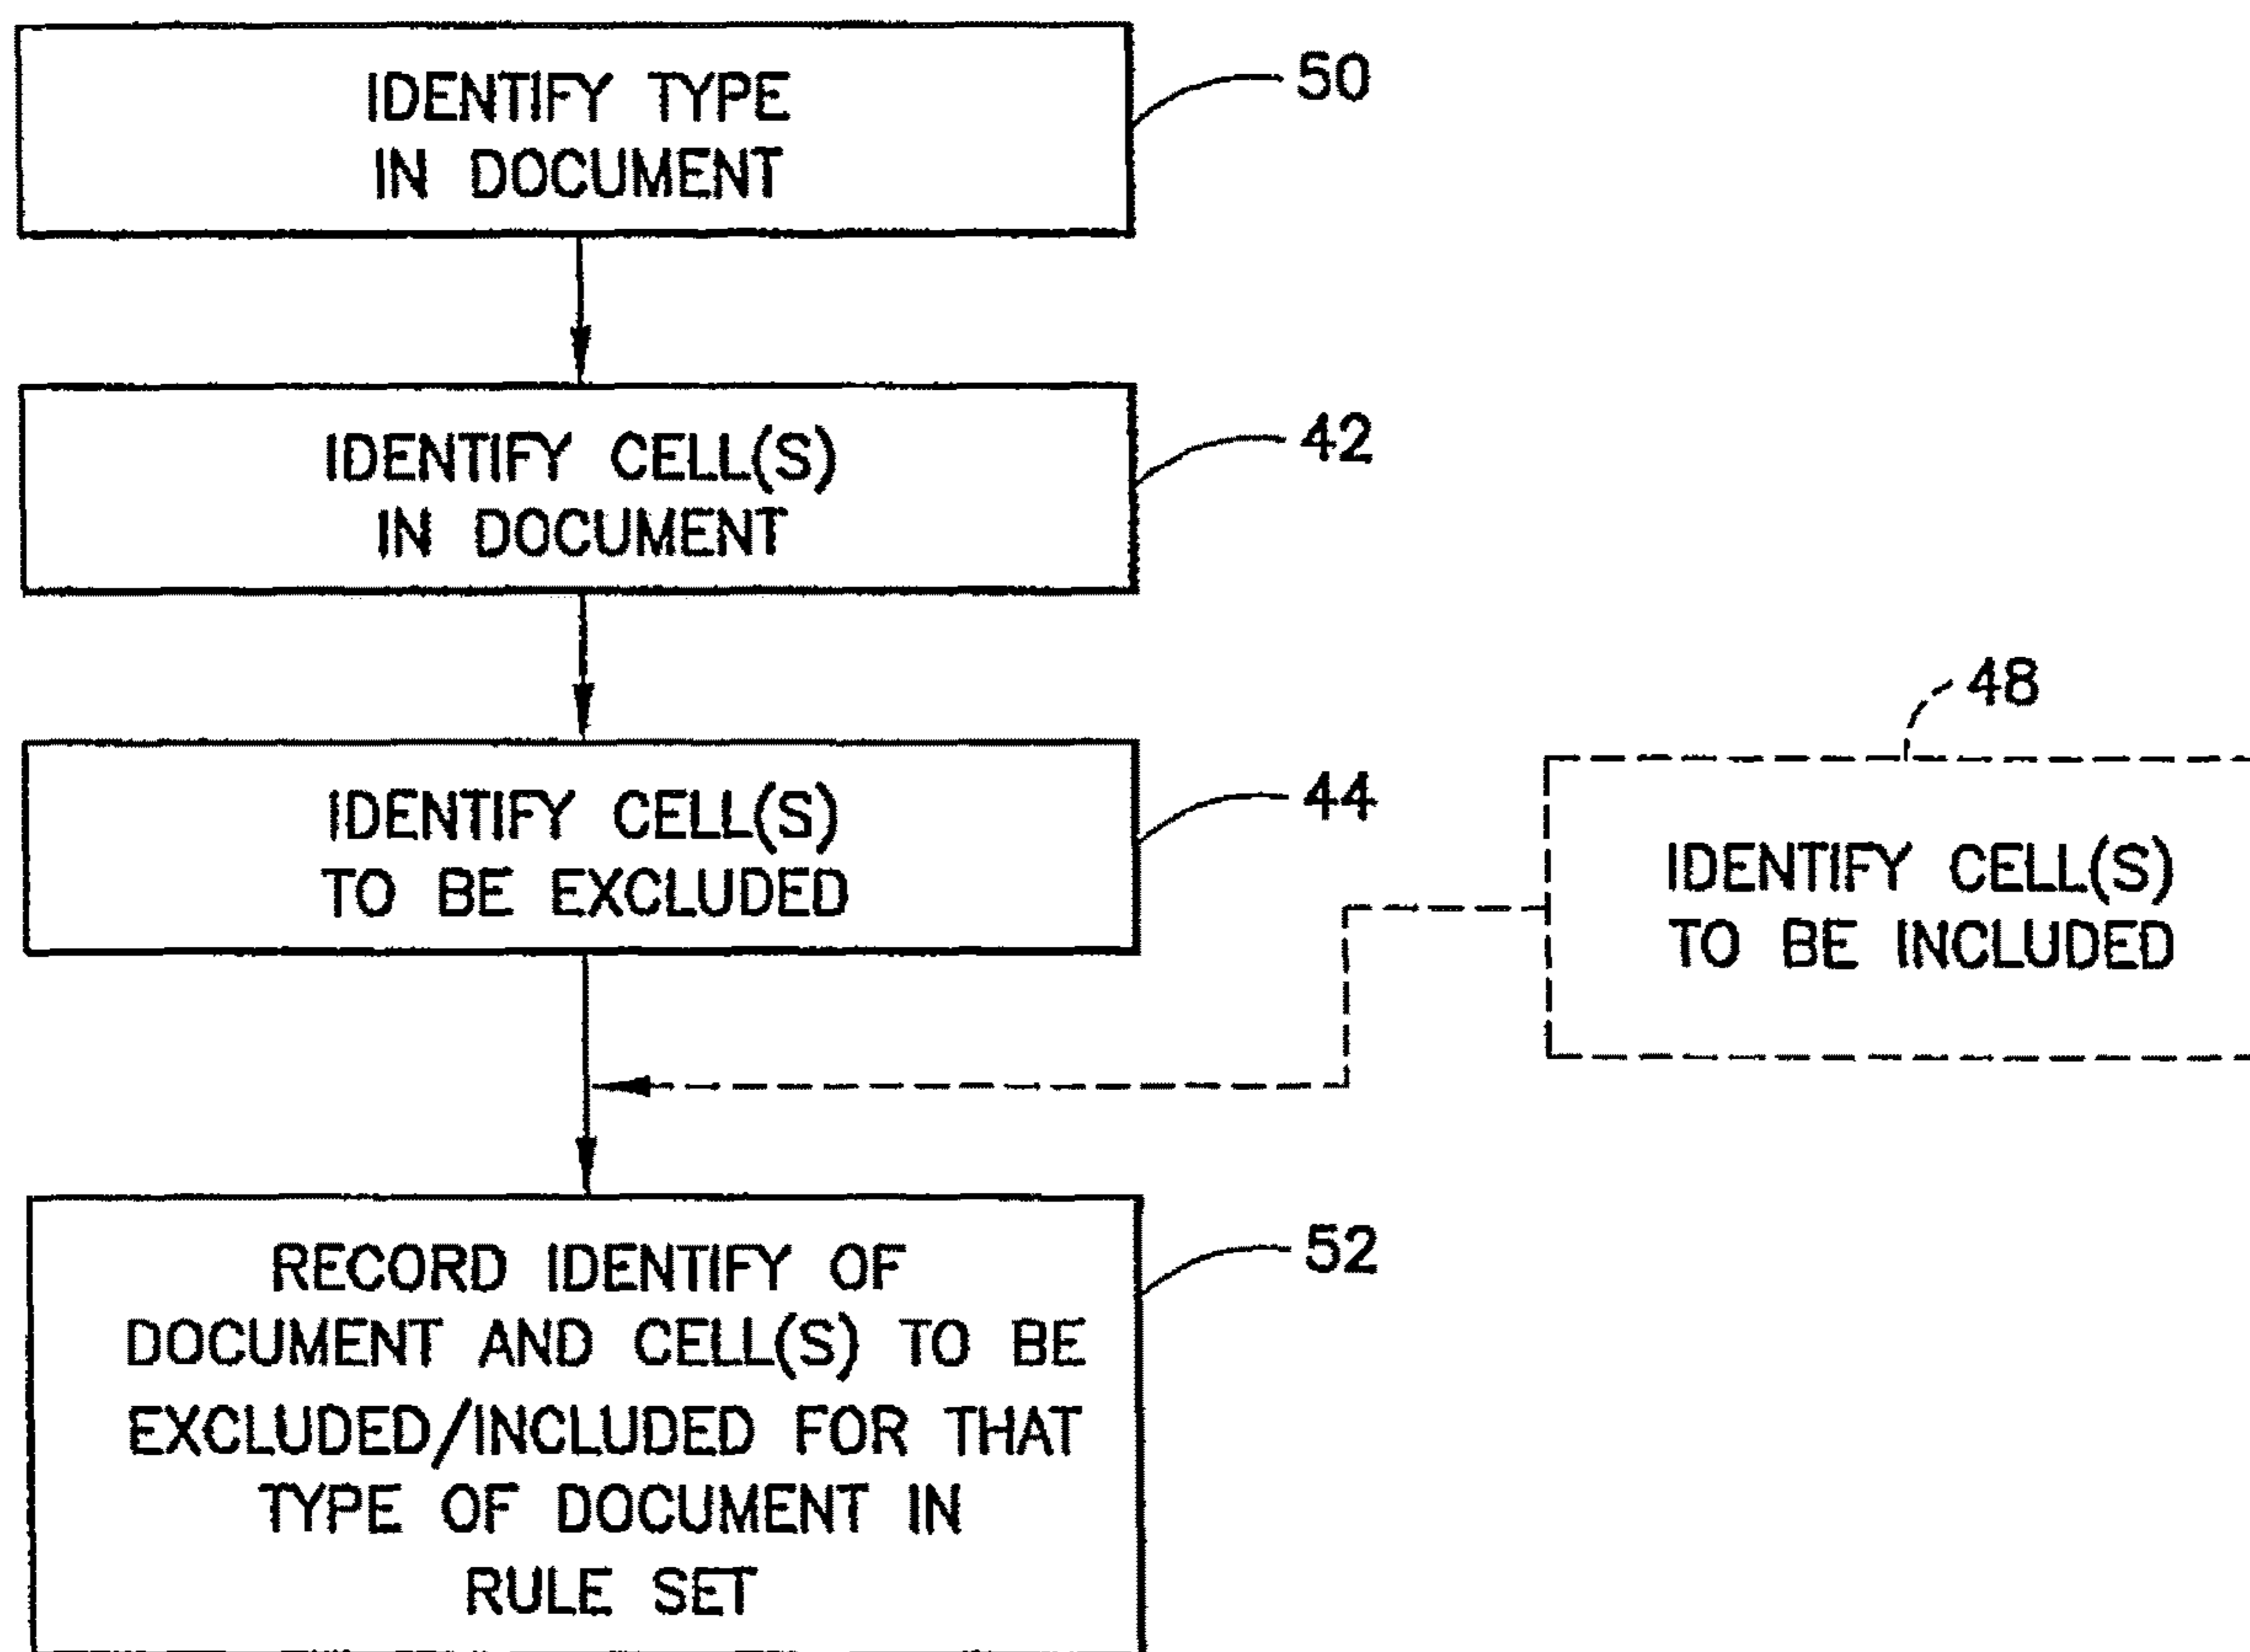 IDENTIFY TYPE
IN DOCUMENT
50
IDENTIFY CELL(S)
IN DOCUMENT
42
IDENTIFY CELL(S)
TO BE EXCLUDED
44
48
IDENTIFY CELL(S)
TO BE INCLUDED
RECORD IDENTIFY OF
DOCUMENT AND CELL(S) TO BE
EXCLUDED/INCLUDED FOR THAT
TYPE OF DOCUMENT IN
RULE SET
52